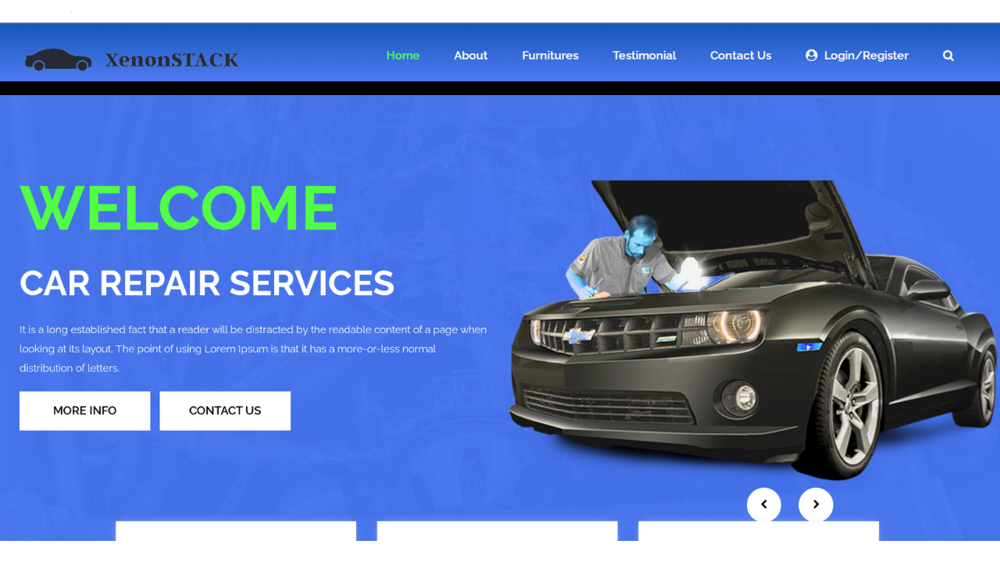 XenonSTACK
Home About Furnitures Testimonial Contact Us Login/Register
WELCOME
CAR REPAIR SERVICES
It is a long established fact that a reader will be distracted by the readable content of a page when
looking at its layout. The point of using Lorem Ipsum is that it has a more-or-less normal
distribution of letters.
MORE INFO CONTACT US